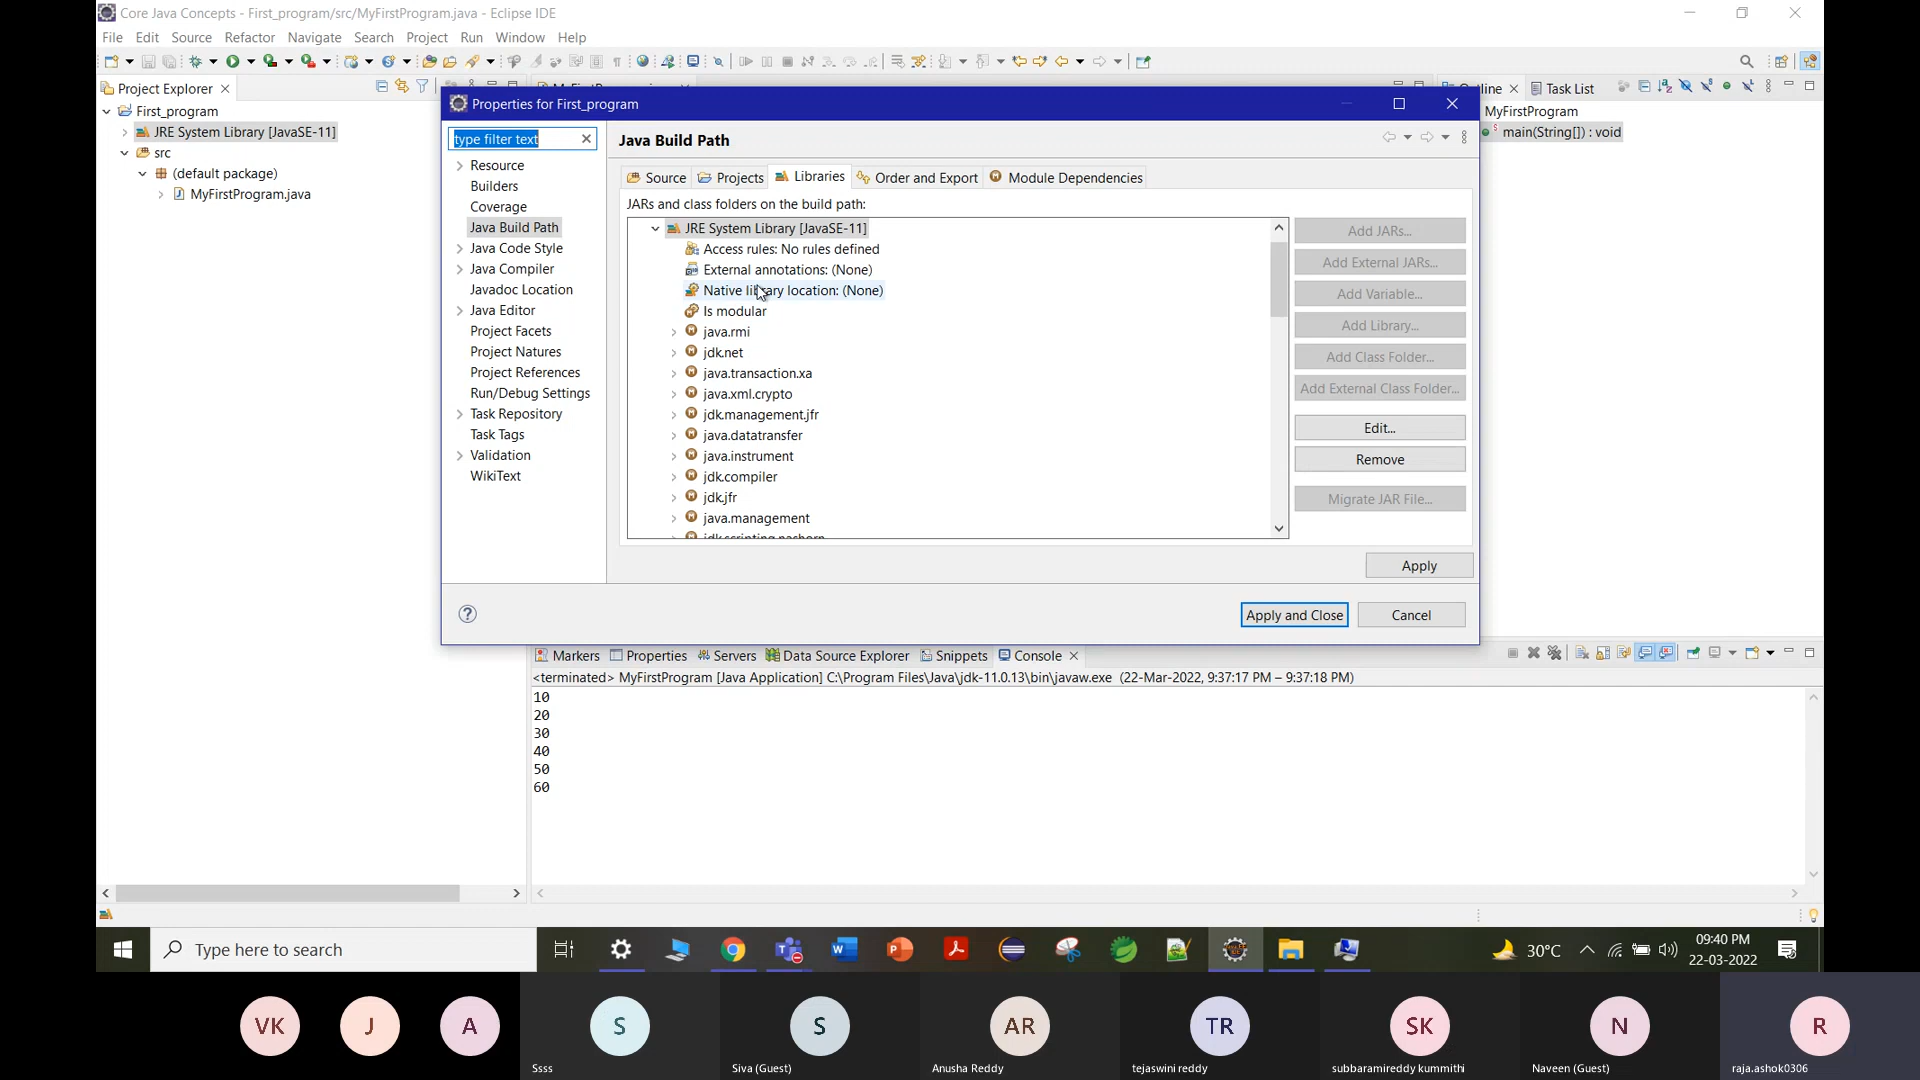 Core Java Concepts - First_program/src/MyFirstProgram.java - Eclipse IDE
File Edit Source Refactor Navigate Search Project Run Window Help
Project Explorer
First_program
JRE System Library [JavaSE-11]
src
(default package)
MyFirstProgram.java
Properties for First_program
type filter text
Resource
Builders
Coverage
Java Build Path
Java Code Style
Java Compiler
Javadoc Location
Java Editor
Project Facets
Project Natures
Project References
Run/Debug Settings
Task Repository
Task Tags
Validation
WikiText
Java Build Path
Source Projects Libraries Order and Export Module Dependencies
JARs and class folders on the build path:
JRE System Library [JavaSE-11]
Access rules: No rules defined
External annotations: (None)
Native library location: (None)
Is modular
java.rmi
jdk.net
java.transaction.xa
java.xml.crypto
jdk.management.jfr
java.datatransfer
java.instrument
jdk.compiler
jdk.jfr
java.management
Add JARs...
Add External JARs...
Add Variable...
Add Library...
Add Class Folder...
Add External Class Folder...
Edit...
Remove
Migrate JAR File...
Apply
Apply and Close Cancel
Task List
MyFirstProgram
main(String[]) : void
Markers Properties Servers Data Source Explorer Snippets Console
<terminated> MyFirstProgram [Java Application] C:\Program Files\Java\jdk-11.0.13\bin\javaw.exe (22-Mar-2022, 9:37:17 PM – 9:37:18 PM)
10
20
30
40
50
60
Type here to search
30°C
09:40 PM
22-03-2022
VK J A S S AR TR SK N R
Ssss Siva (Guest) Anusha Reddy tejaswini reddy subbaramireddy kummithi Naveen (Guest) raja.ashok0306